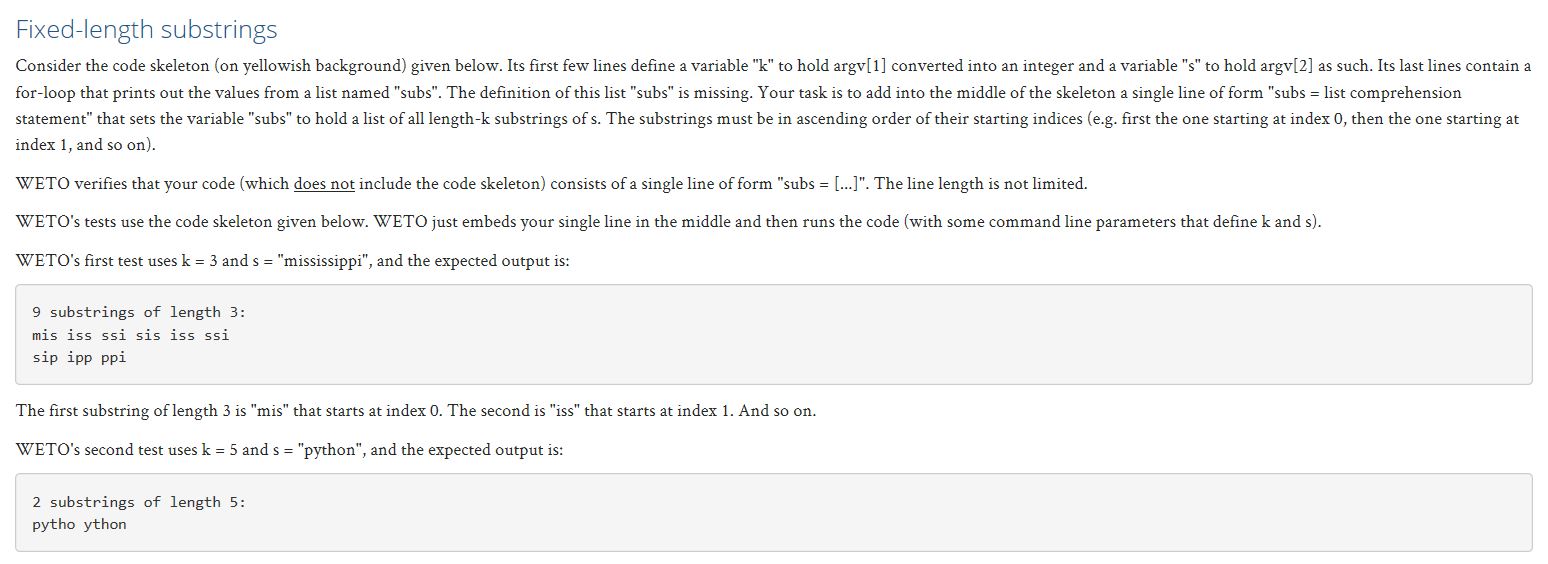 Fixed-length substrings
Consider the code skeleton (on yellowish background) given below. Its first few lines define a variable "k" to hold argv[1] converted into an integer and a variable "s" to hold argv[2] as such. Its last lines contain a
for-loop that prints out the values from a list named "subs". The definition of this list "subs" is missing. Your task is to add into the middle of the skeleton a single line of form "subs = list comprehension
statement" that sets the variable "subs" to hold a list of all length-k substrings of s. The substrings must be in ascending order of their starting indices (e.g. first the one starting at index 0, then the one starting at
index 1, and so on).
WETO verifies that your code (which does not include the code skeleton) consists of a single line of form "subs = [...]". The line length is not limited.
WETO's tests use the code skeleton given below. WETO just embeds your single line in the middle and then runs the code (with some command line parameters that define k and s).
WETO's first test uses k = 3 and s = "mississippi", and the expected output is:
9 substrings of length 3:
mis iss ssi sis iss ssi
sip ipp ppi
The first substring of length 3 is "mis" that starts at index 0. The second is "iss" that starts at index 1. And so on.
WETO's second test uses k = 5 and s = "python", and the expected output is:
2 substrings of length 5:
pytho ython